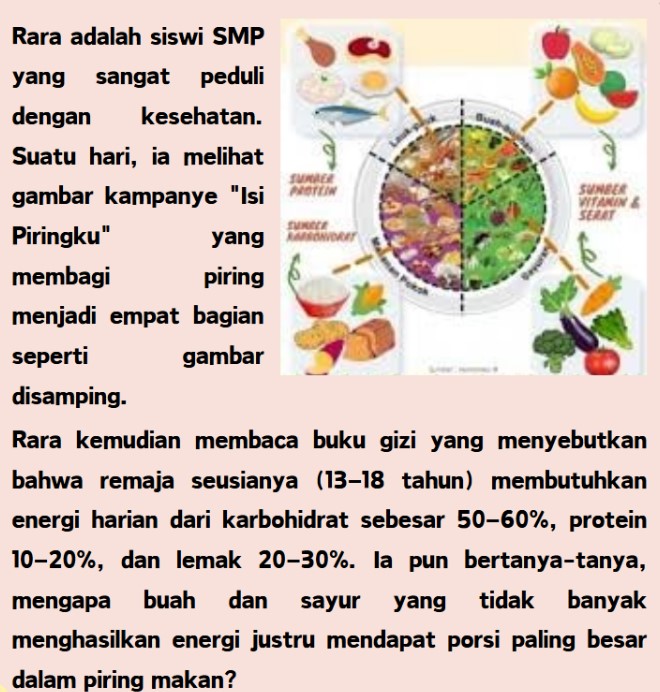 Rara adalah siswi SMP
yang sangat peduli
dengan kesehatan.
Suatu hari, ia melihat
gambar kampanye "Isi
Piringku" yang
membagi piring
menjadi empat bagian
seperti gambar
disamping.
Lauk-pauk
Buah-buahan
SUMBER
PROTEIN
SUMBER
VITAMIN &
SERAT
SUMBER
KARBOHIDRAT
Makanan Pokok
Sayuran
Rara kemudian membaca buku gizi yang menyebutkan
bahwa remaja seusianya (13–18 tahun) membutuhkan
energi harian dari karbohidrat sebesar 50–60%, protein
10–20%, dan lemak 20–30%. Ia pun bertanya-tanya,
mengapa buah dan sayur yang tidak banyak
menghasilkan energi justru mendapat porsi paling besar
dalam piring makan?